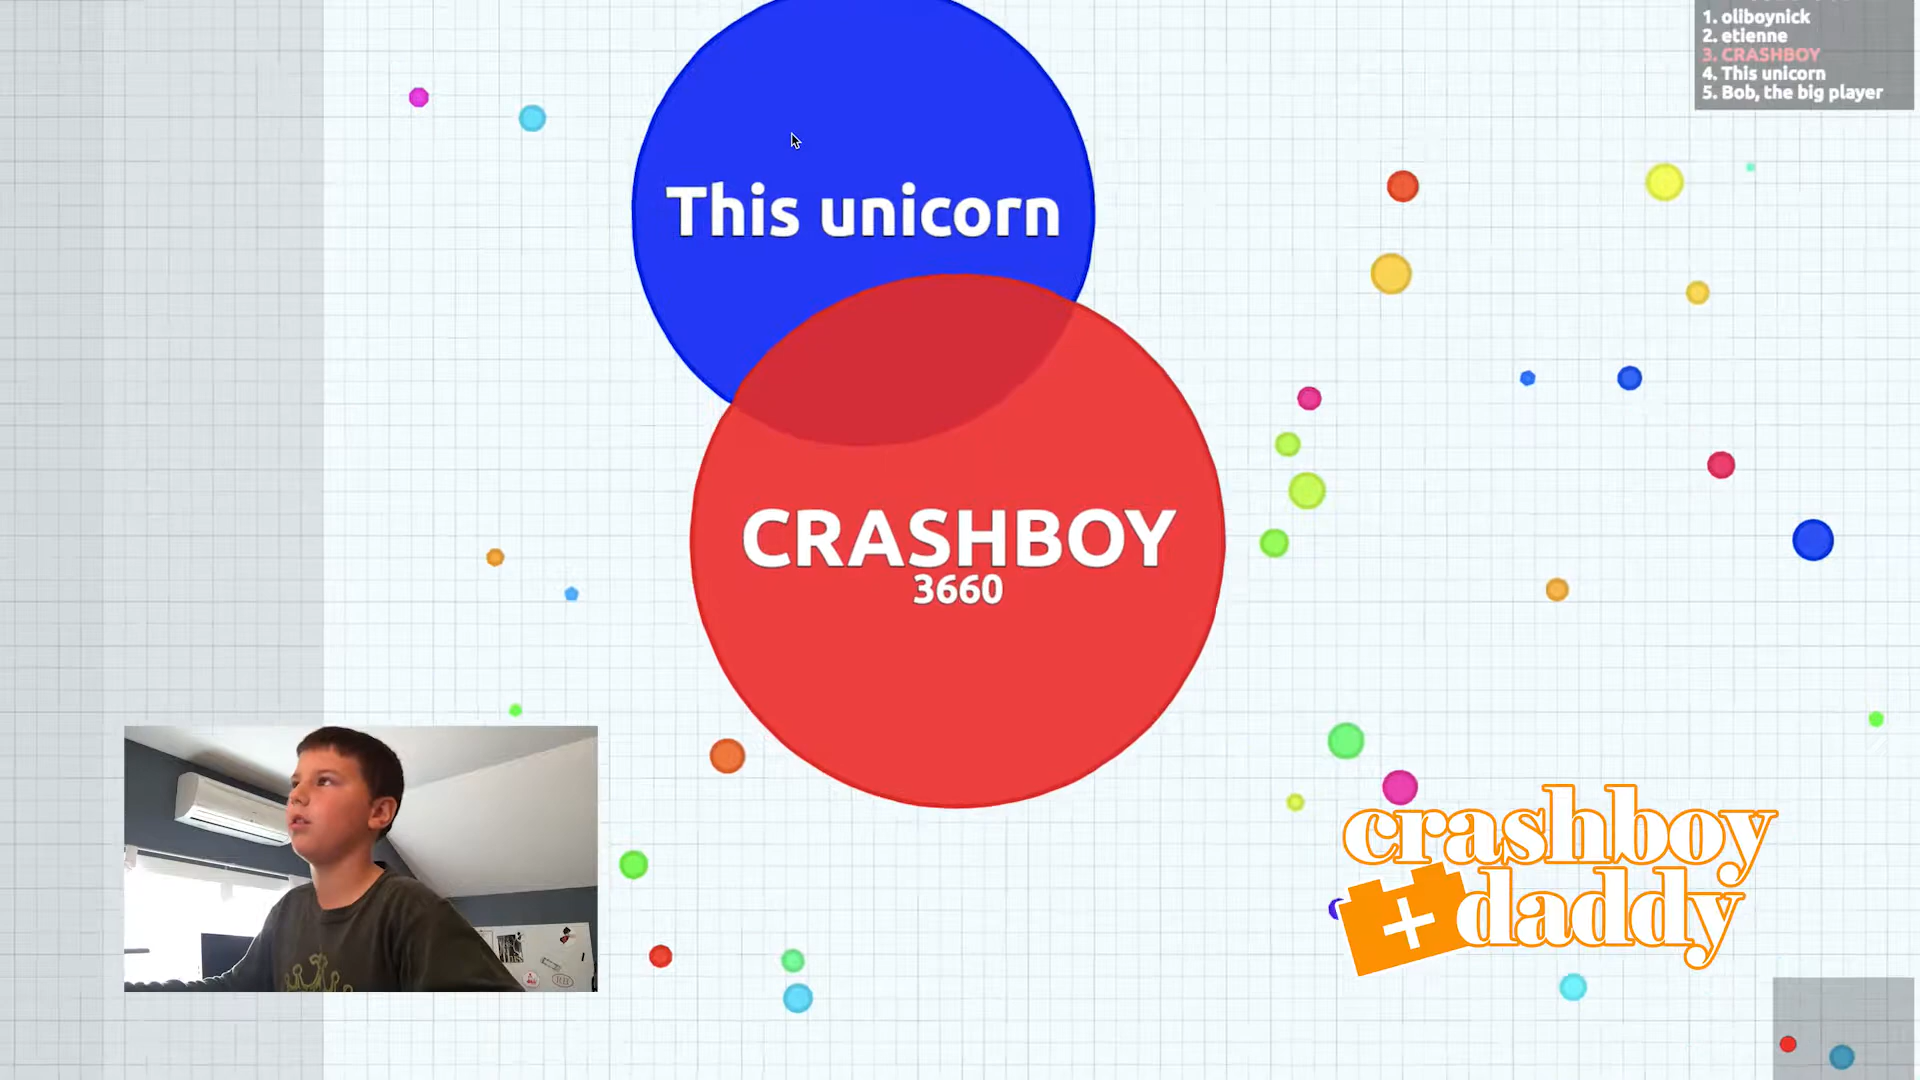 1. oliboynick
2. etienne
3. CRASHBOY
4. This unicorn
5. Bob, the big player
This unicorn
CRASHBOY
3660
crashboy
+ daddy